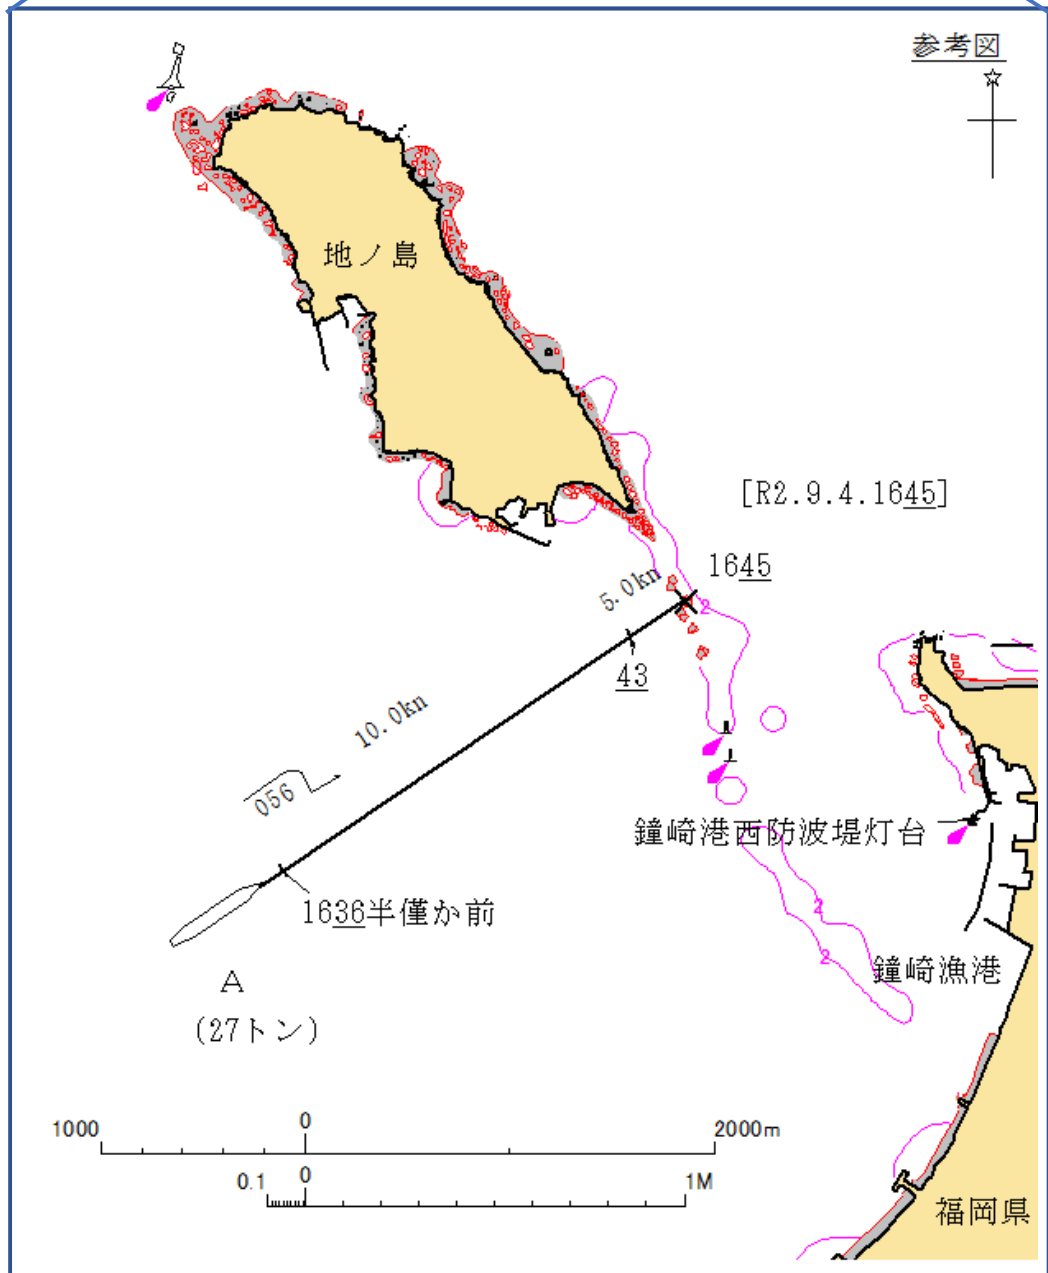 参考図
地ノ島
[R2.9.4.1645]
1645
5.0kn
2
43
10.0kn
056
鐘崎港西防波堤灯台
1636半僅か前
2
2
鐘崎漁港
A
(27トン)
1000 0 2000m
0.1 0 1M
福岡県